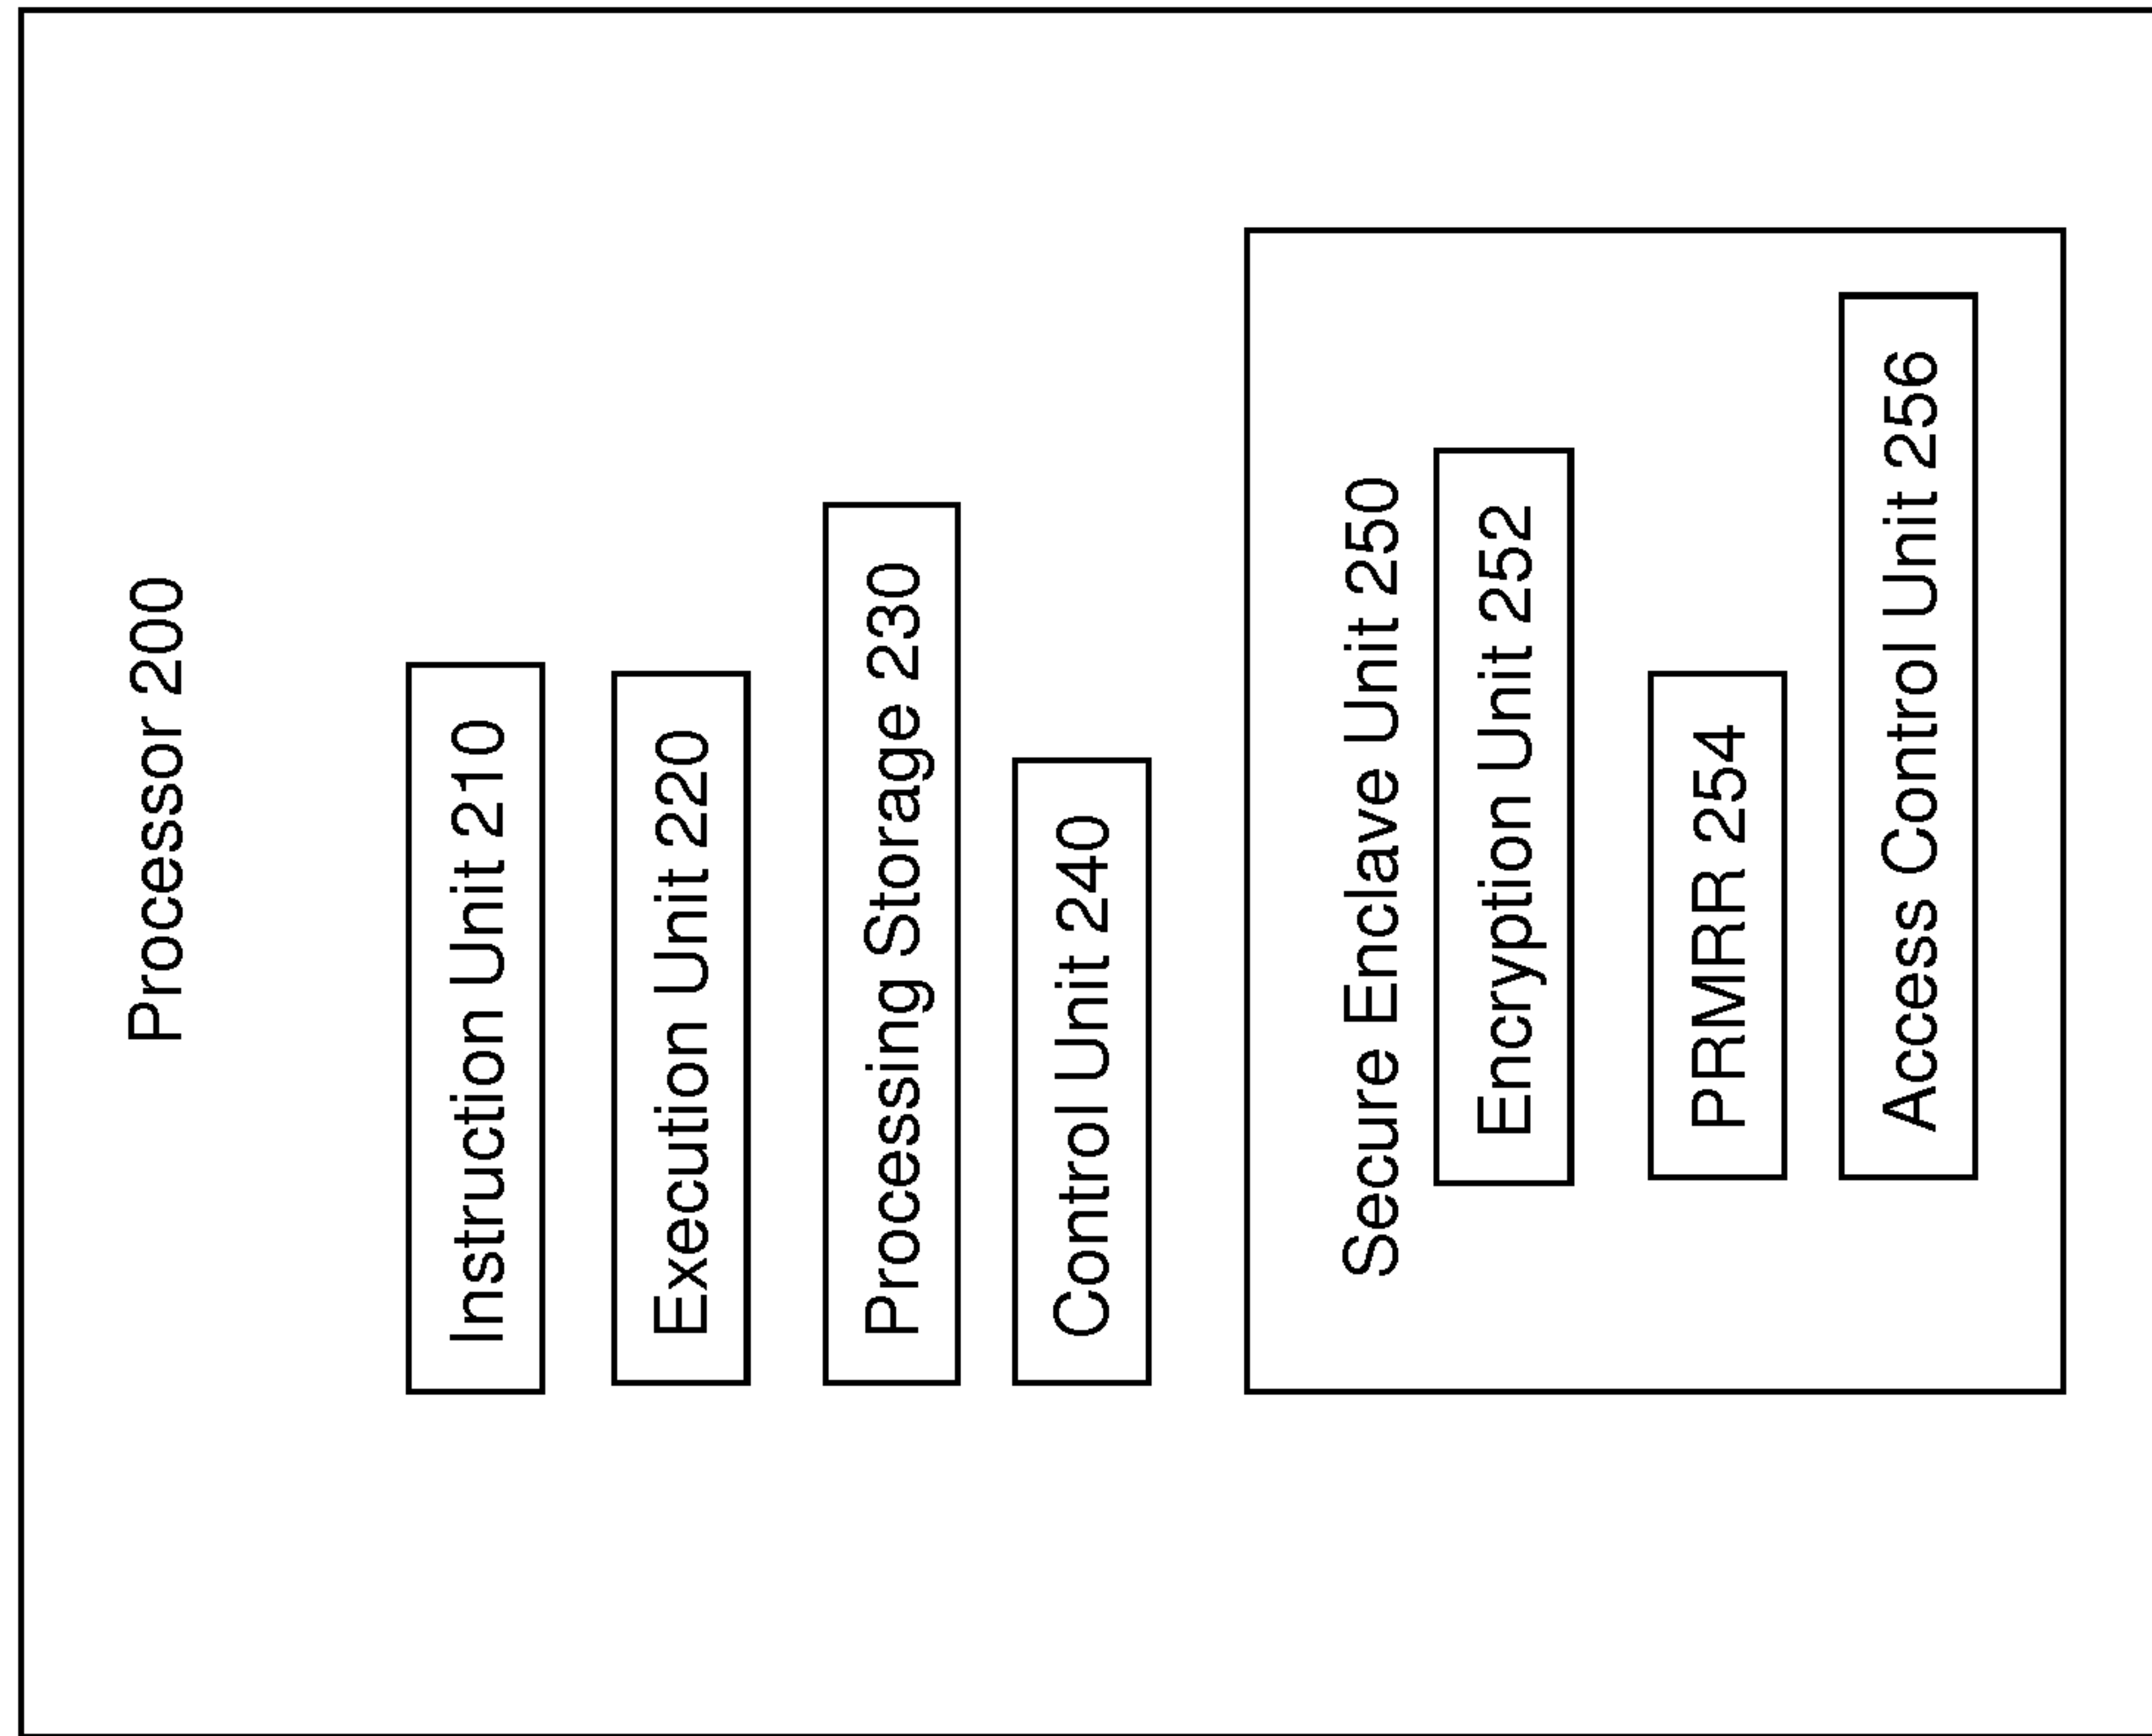 Processor 200
Instruction Unit 210
Execution Unit 220
Processing Storage 230
Control Unit 240
Secure Enclave Unit 250
Encryption Unit 252
PRMRR 254
Access Control Unit 256